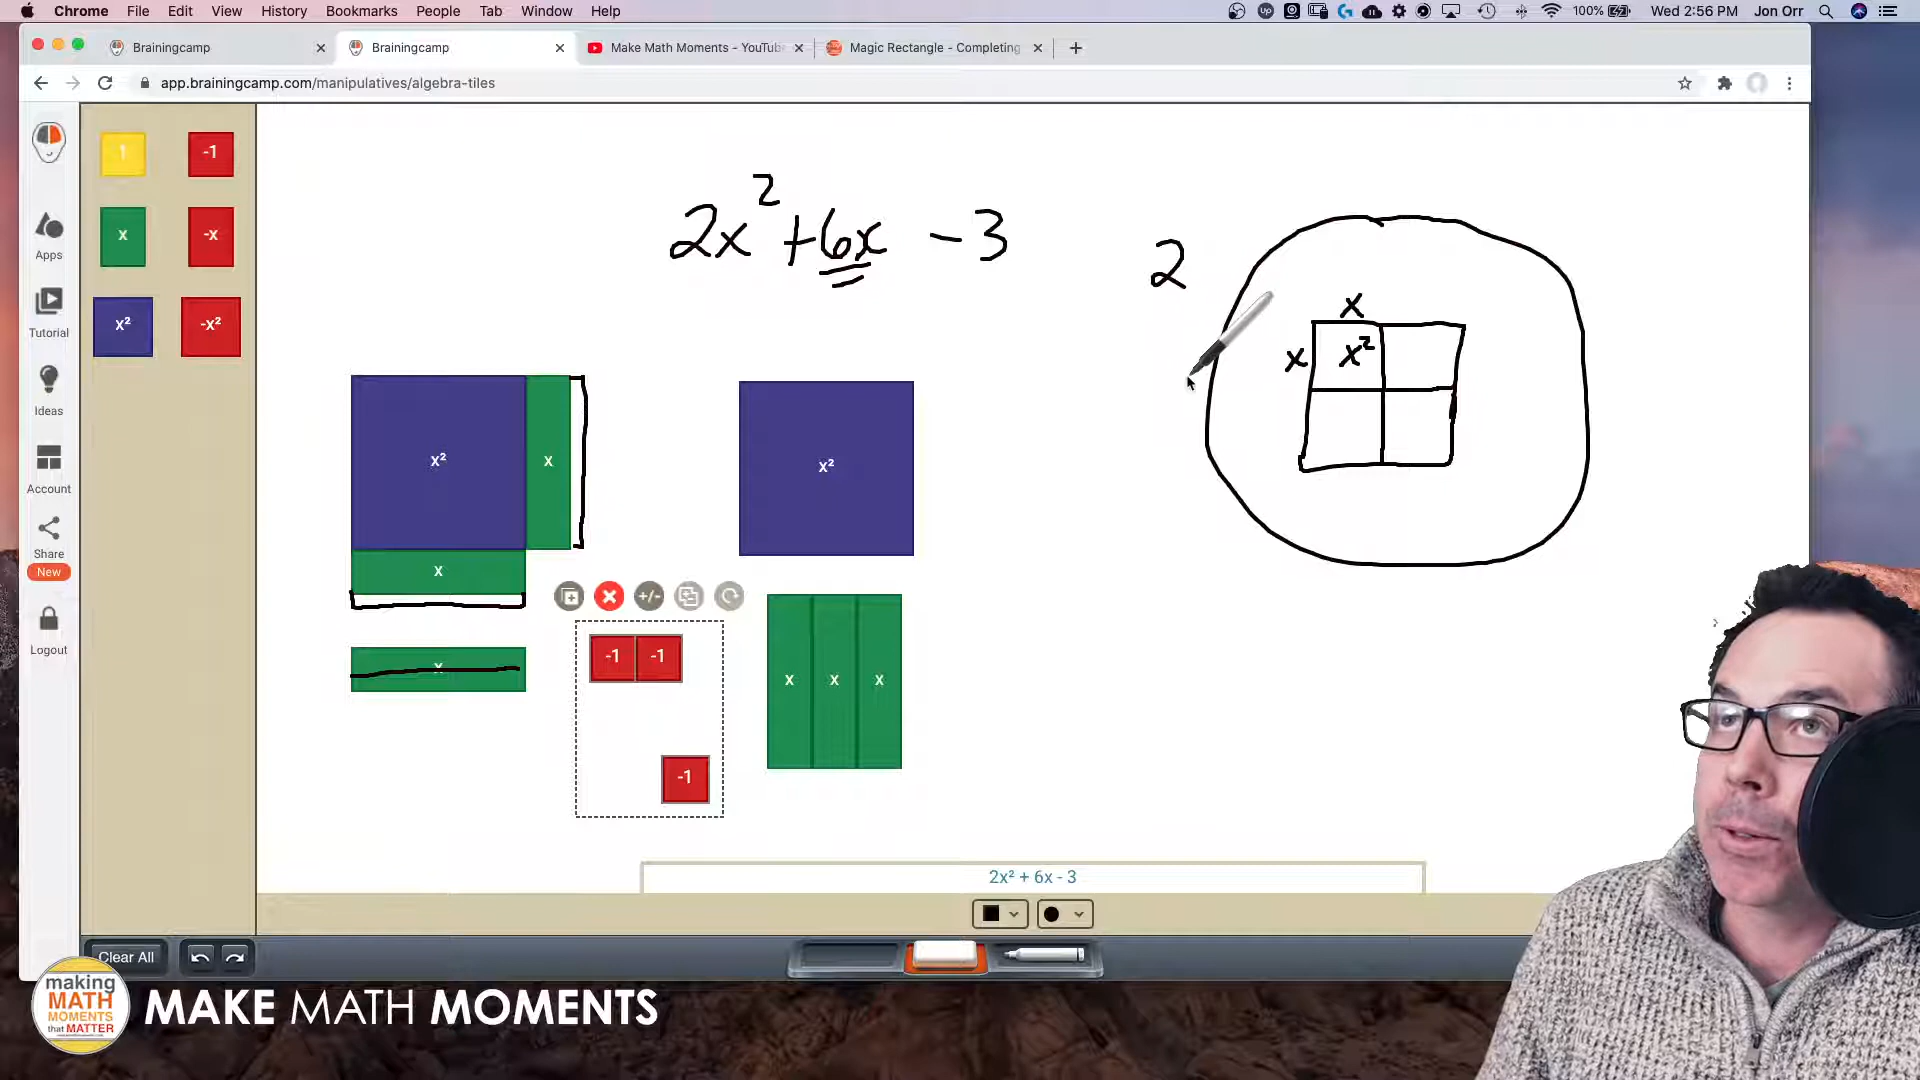 Chrome File Edit View History Bookmarks People Tab Window Help
100% Wed 2:56 PM Jon Orr
Brainingcamp
Brainingcamp
Make Math Moments - YouTube
Magic Rectangle - Completing
app.brainingcamp.com/manipulatives/algebra-tiles
1 -1
x -x
x² -x²
Apps
Tutorial
Ideas
Account
Share
New
Logout
2x² + 6x - 3
x²
x
x
x
x²
-1 -1
-1
x x x
Up
+/-
2
x
x
x²
2x² + 6x - 3
Clear All
making
MATH
MOMENTS
that MATTER
MAKE MATH MOMENTS